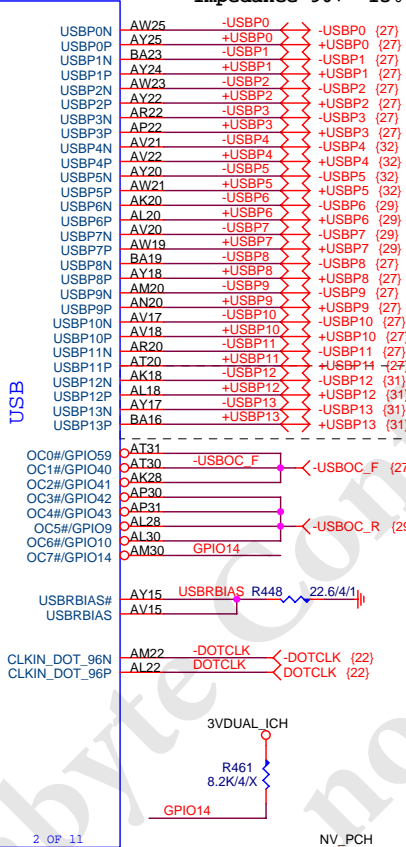 Impedance 90+-15%
USBP0N AW25 -USBP0 -USBP0 {27}
USBP0P AY25 +USBP0 +USBP0 {27}
USBP1N BA23 -USBP1 -USBP1 {27}
USBP1P AY24 +USBP1 +USBP1 {27}
USBP2N AW23 -USBP2 -USBP2 {27}
USBP2P AY22 +USBP2 +USBP2 {27}
USBP3N AR22 -USBP3 -USBP3 {27}
USBP3P AP22 +USBP3 +USBP3 {27}
USBP4N AV21 -USBP4 -USBP4 {32}
USBP4P AV22 +USBP4 +USBP4 {32}
USBP5N AY20 -USBP5 -USBP5 {32}
USBP5P AW21 +USBP5 +USBP5 {32}
USBP6N AK20 -USBP6 -USBP6 {29}
USBP6P AL20 +USBP6 +USBP6 {29}
USBP7N AV20 -USBP7 -USBP7 {29}
USBP7P AW19 +USBP7 +USBP7 {29}
USBP8N BA19 -USBP8 -USBP8 {27}
USBP8P AY18 +USBP8 +USBP8 {27}
USBP9N AM20 -USBP9 -USBP9 {27}
USBP9P AN20 +USBP9 +USBP9 {27}
USBP10N AV17 -USBP10 -USBP10 {27}
USBP10P AV18 +USBP10 +USBP10 {27
USBP11N AR20 -USBP11 -USBP11 {27}
USBP11P AT20 +USBP11 +USBP11 {27
USBP12N AK18 -USBP12 -USBP12 {31}
USBP12P AL18 +USBP12 +USBP12 {31
USBP13N AY17 -USBP13 -USBP13 {31}
USBP13P BA16 +USBP13 +USBP13 {31
USB
OC0#/GPIO59 AT31
OC1#/GPIO40 AT30 -USBOC_F -USBOC_F {27
OC2#/GPIO41 AK28
OC3#/GPIO42 AP30
OC4#/GPIO43 AP31
OC5#/GPIO9 AL28 -USBOC_R {29
OC6#/GPIO10 AL30
OC7#/GPIO14 AM30 GPIO14
USBRBIAS# AY15 USBRBIAS R448 22.6/4/1
USBRBIAS AV15
CLKIN_DOT_96N AM22 -DOTCLK -DOTCLK {22}
CLKIN_DOT_96P AL22 DOTCLK DOTCLK {22}
3VDUAL_ICH
R461
8.2K/4/X
GPIO14
2 OF 11 NV_PCH